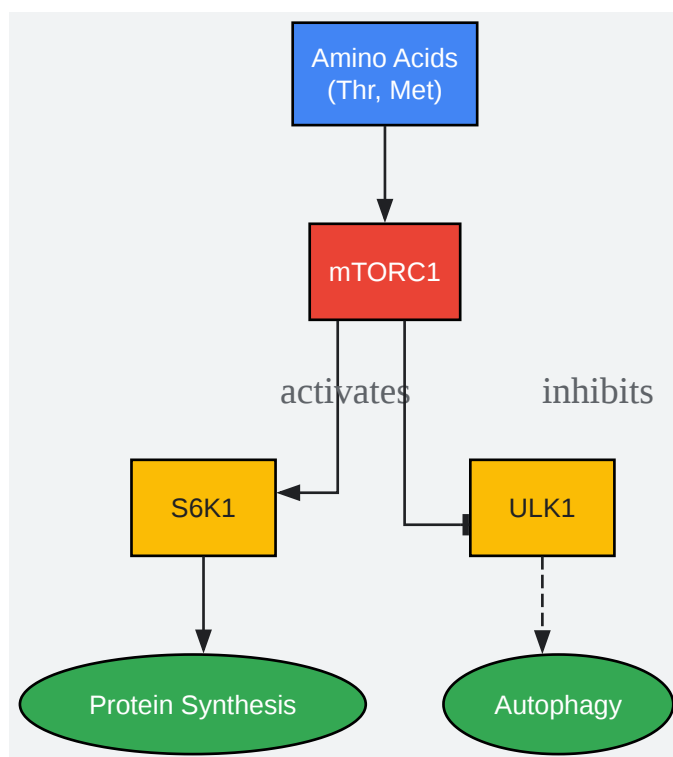 Amino Acids
(Thr, Met)
mTORC1
activates
inhibits
S6K1
ULK1
Protein Synthesis
Autophagy